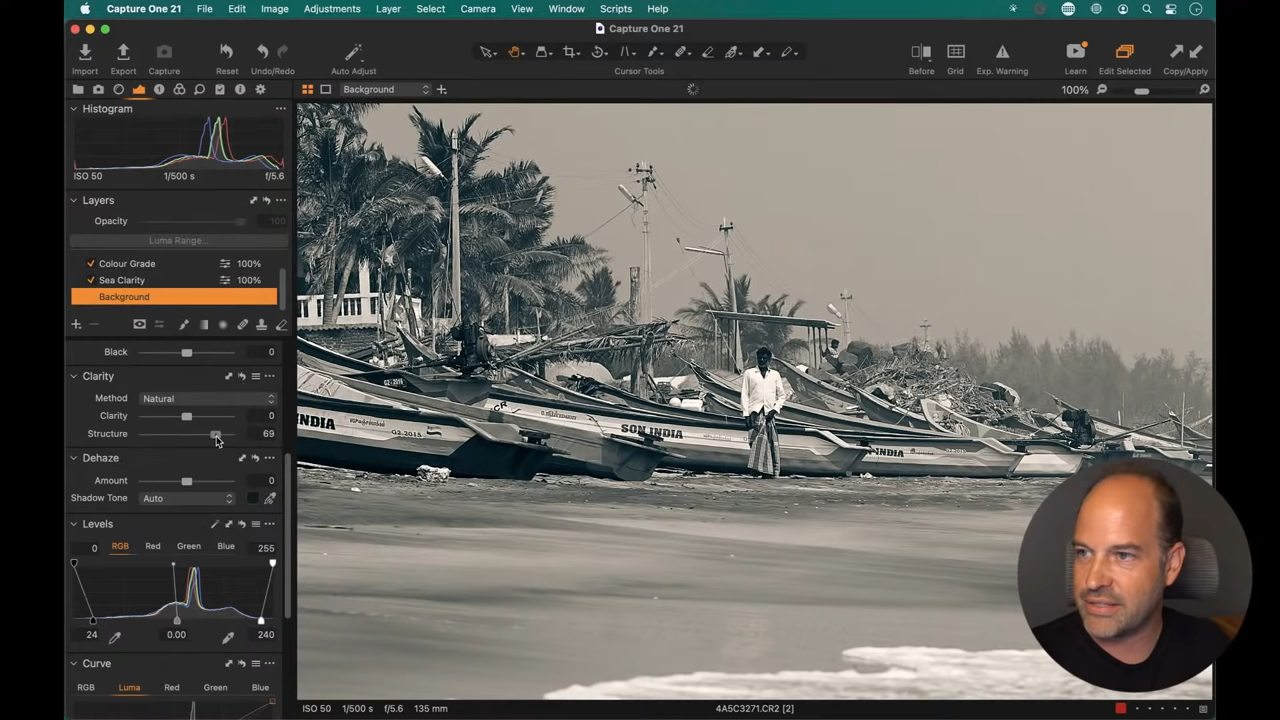 Capture One 21 File Edit Image Adjustments Layer Select Camera View Window Scripts Help
Capture One 21
Import Export Capture Reset Undo/Redo Auto Adjust Cursor Tools Before Grid Exp. Warning Learn Edit Selected Copy/Apply
Background
100%
Histogram
ISO 50 1/500 s f/5.6
Layers
Opacity 100
Luma Range...
Colour Grade 100%
Sea Clarity 100%
Background
Black 0
Clarity
Method Natural
Clarity 0
Structure 69
Dehaze
Amount 0
Shadow Tone Auto
Levels
0 RGB Red Green Blue 255
24 0.00 240
Curve
RGB Luma Red Green Blue
INDIA
G2.2015
SON INDIA
INDIA
ISO 50 1/500 s f/5.6 135 mm 4A5C3271.CR2 [2]